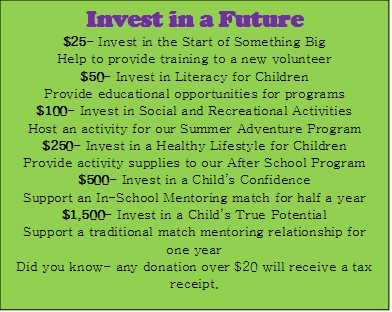 Invest in a Future
$25- Invest in the Start of Something Big
Help to provide training to a new volunteer
$50- Invest in Literacy for Children
Provide educational opportunities for programs
$100- Invest in Social and Recreational Activities
Host an activity for our Summer Adventure Program
$250- Invest in a Healthy Lifestyle for Children
Provide activity supplies to our After School Program
$500- Invest in a Child's Confidence
Support an In-School Mentoring match for half a year
$1,500- Invest in a Child's True Potential
Support a traditional match mentoring relationship for
one year
Did you know- any donation over $20 will receive a tax
receipt.